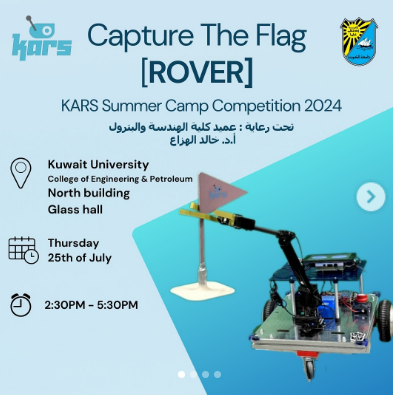 kars
Capture The Flag
[ROVER]
KARS Summer Camp Competition 2024
تحت رعاية : عميد كلية الهندسة والبترول
أ.د. خالد الهزاع
Kuwait University
College of Engineering & Petroleum
North building
Glass hall
Thursday
25th of July
2:30PM - 5:30PM